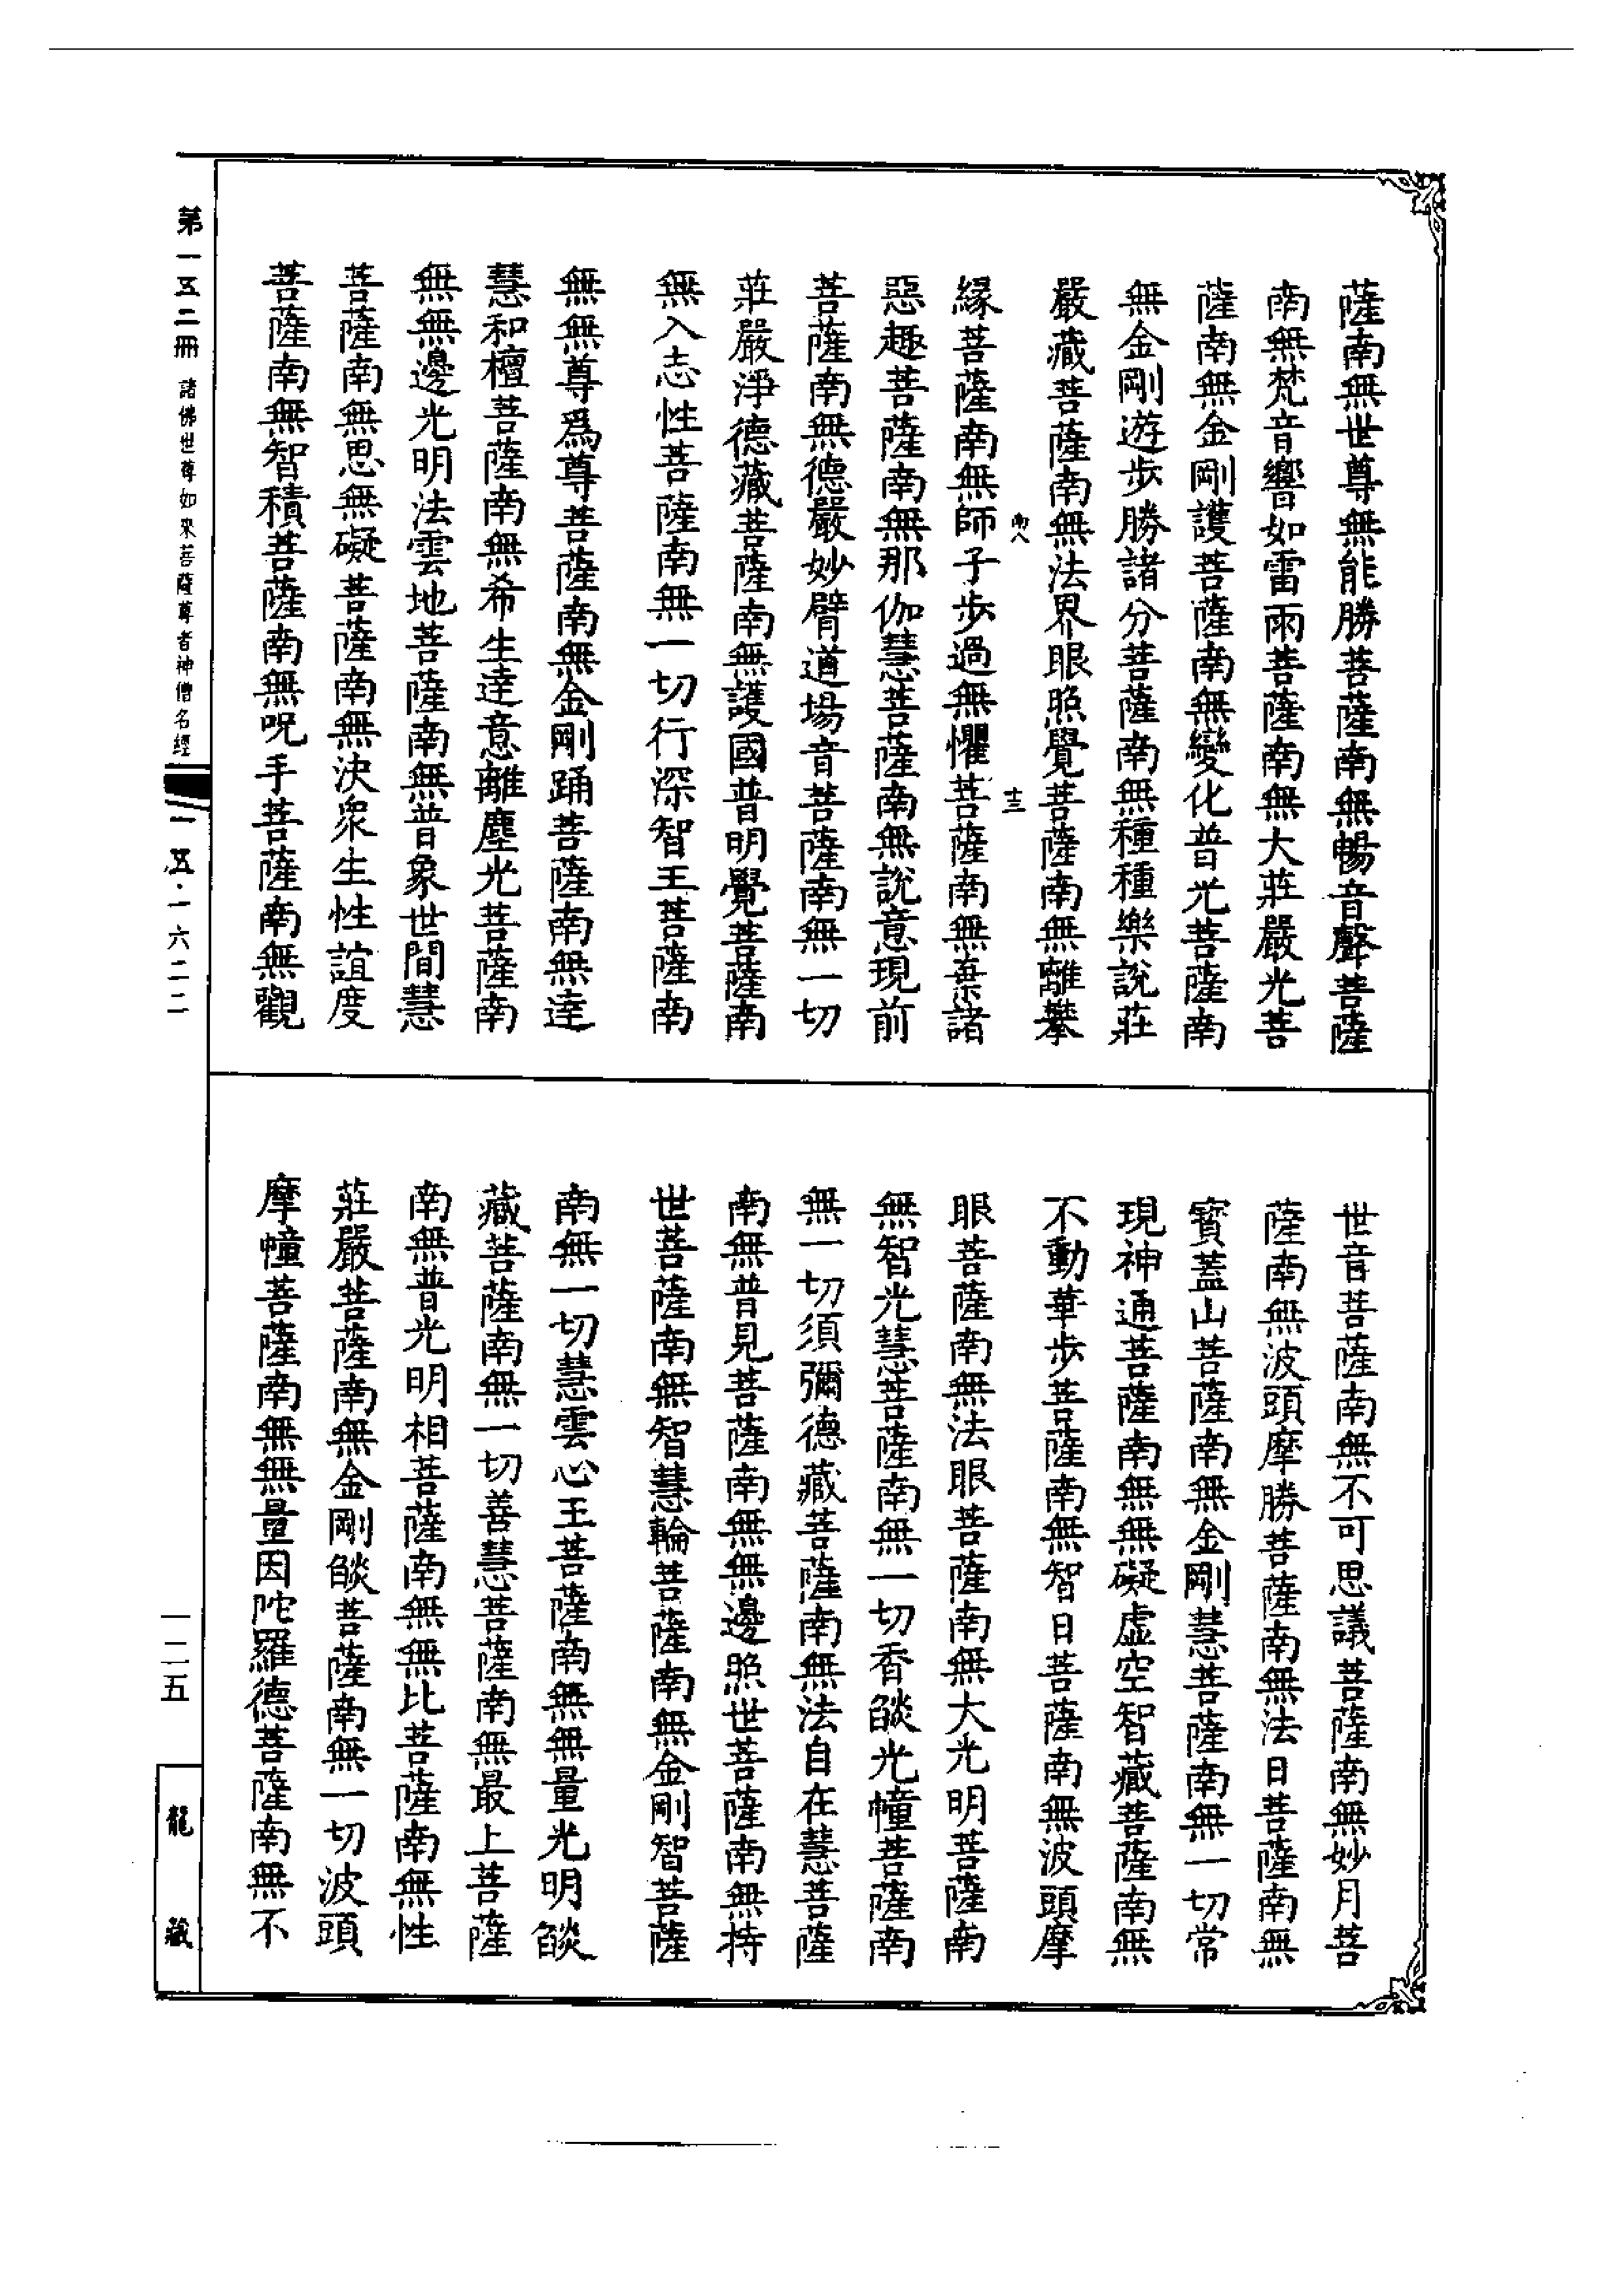 薩南無世尊無能勝菩薩南無暢音聲菩薩
南無梵音響如雷雨菩薩南無大莊嚴光菩
薩南無金剛護菩薩南無變化普光菩薩南
無金剛遊步勝諸分菩薩南無種種樂說莊
嚴藏菩薩南無法界眼照覺菩薩南無離攀
南八
十三
緣菩薩南無師子步過無懼菩薩南無棄諸
惡趣菩薩南無那伽慧菩薩南無說意現前
菩薩南無德嚴妙臂道場音菩薩南無一切
莊嚴淨德藏菩薩南無護國普明覺菩薩南
無入志性菩薩南無一切行深智王菩薩南
無無尊爲尊菩薩南無金剛踊菩薩南無逹
慧和檀菩薩南無希生逹意離塵光菩薩南
無無邊光明法雲地菩薩南無普象世間慧
菩薩南無思無礙菩薩南無決衆生性誼度
菩薩南無智積菩薩南無呪手菩薩南無觀
世音菩薩南無不可思議菩薩南無妙月菩
薩南無波頭摩勝菩薩南無法日菩薩南無
寳蓋山菩薩南無金剛慧菩薩南無一切常
現神通菩薩南無無礙虛空智藏菩薩南無
不動華步菩薩南無智日菩薩南無波頭摩
眼菩薩南無法眼菩薩南無大光明菩薩南
無智光慧菩薩南無一切香燄光幢菩薩南
無一切須彌德藏菩薩南無法自在慧菩薩
南無普見菩薩南無無邊照世菩薩南無持
世菩薩南無智慧輪菩薩南無金剛智菩薩
南無一切慧雲心王菩薩南無無量光明燄
藏菩薩南無一切善慧菩薩南無最上菩薩
南無普光明相菩薩南無無比菩薩南無性
莊嚴菩薩南無金剛燄菩薩南無一切波頭
摩幢菩薩南無無量因陀羅德菩薩南無不
第一五二冊 諸佛世尊如來菩薩尊者神僧名經
一五·一六二二
一二五
龍藏